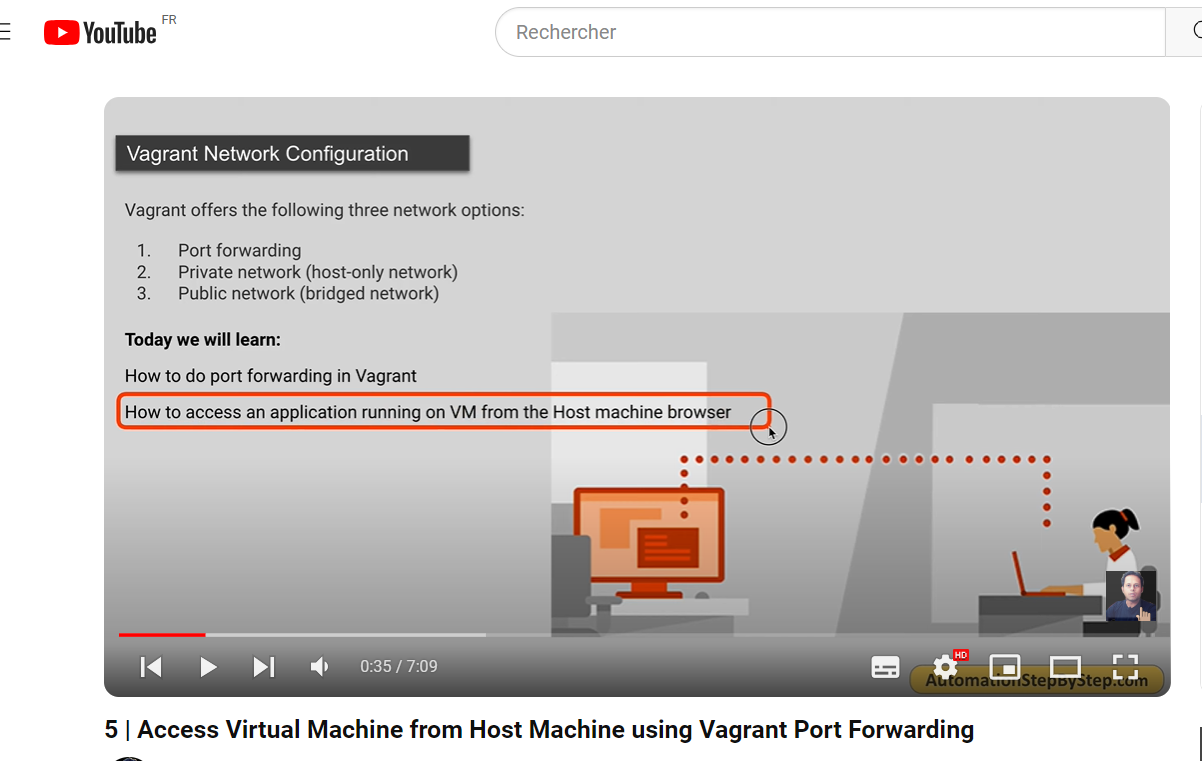 YouTube FR
Rechercher
Vagrant Network Configuration
Vagrant offers the following three network options:
1. Port forwarding
2. Private network (host-only network)
3. Public network (bridged network)
Today we will learn:
How to do port forwarding in Vagrant
How to access an application running on VM from the Host machine browser
0:35 / 7:09
HD
AutomationStepByStep.com
5 | Access Virtual Machine from Host Machine using Vagrant Port Forwarding